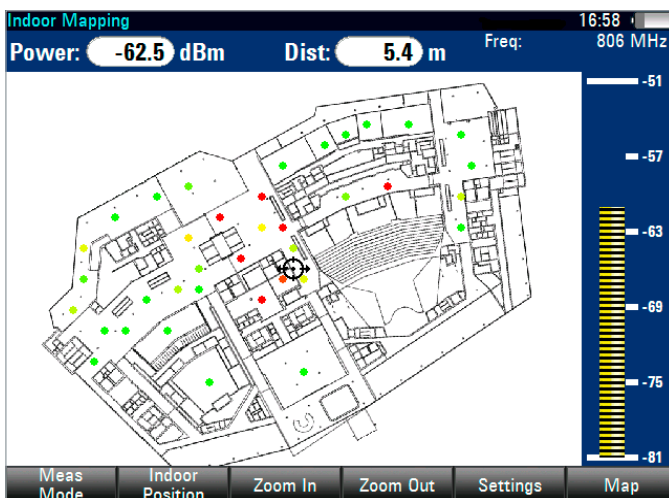 Indoor Mapping 16:58
Power: -62.5 dBm Dist: 5.4 m Freq: 806 MHz
-51
-57
-63
-69
-75
-81
Meas Mode Indoor Position Zoom In Zoom Out Settings Map